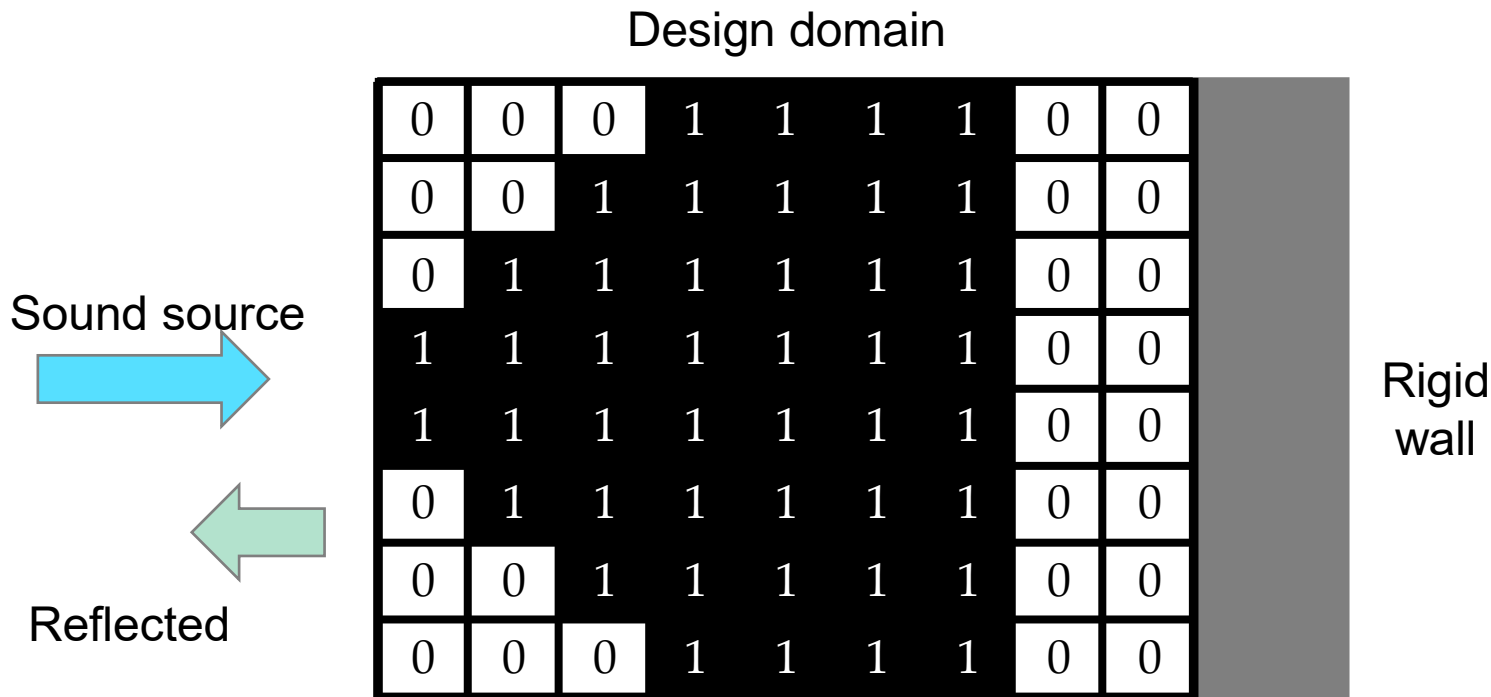 Design domain
0 0 0 1 1 1 1 0 0
0 0 1 1 1 1 1 0 0
0 1 1 1 1 1 1 0 0
Sound source
1 1 1 1 1 1 1 0 0
1 1 1 1 1 1 1 0 0
Rigid
wall
0 1 1 1 1 1 1 0 0
0 0 1 1 1 1 1 0 0
Reflected
0 0 0 1 1 1 1 0 0